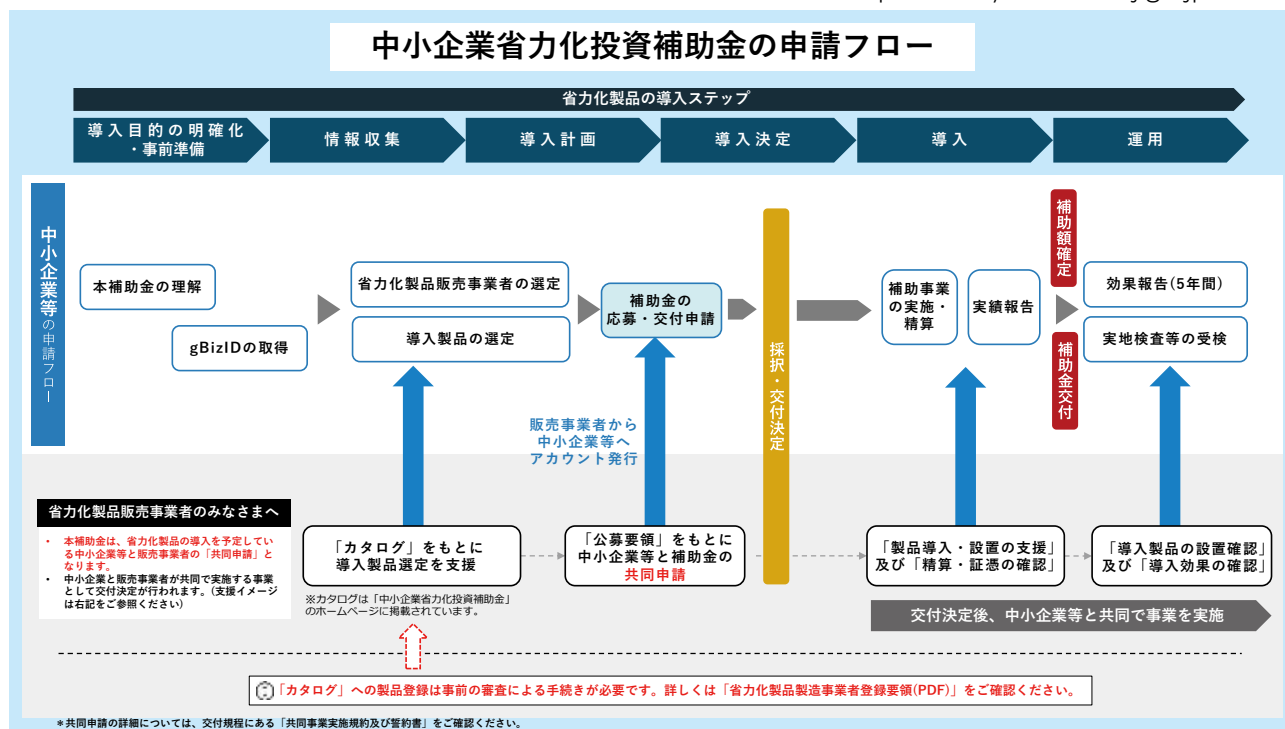 中小企業省力化投資補助金の申請フロー
省力化製品の導入ステップ
導入目的の明確化
・事前準備
情報収集
導入計画
導入決定
導入
運用
中小企業等の申請フロー
本補助金の理解
gBizIDの取得
省力化製品販売事業者の選定
導入製品の選定
補助金の
応募・交付申請
採択・交付決定
補助事業
の実施・
精算
実績報告
補助額確定
補助金交付
効果報告(5年間)
実地検査等の受検
販売事業者から
中小企業等へ
アカウント発行
省力化製品販売事業者のみなさまへ
• 本補助金は、省力化製品の導入を予定してい
る中小企業等と販売事業者の「共同申請」と
なります。
• 中小企業と販売事業者が共同で実施する事業
として交付決定が行われます。(支援イメージ
は右記をご参照ください)
「カタログ」をもとに
導入製品選定を支援
※カタログは「中小企業省力化投資補助金」
のホームページに掲載されています。
「公募要領」をもとに
中小企業等と補助金の
共同申請
「製品導入・設置の支援」
及び「精算・証憑の確認」
「導入製品の設置確認」
及び「導入効果の確認」
交付決定後、中小企業等と共同で事業を実施
「カタログ」への製品登録は事前の審査による手続きが必要です。詳しくは「省力化製品製造事業者登録要領(PDF)」をご確認ください。
＊共同申請の詳細については、交付規程にある「共同事業実施規約及び誓約書」をご確認ください。